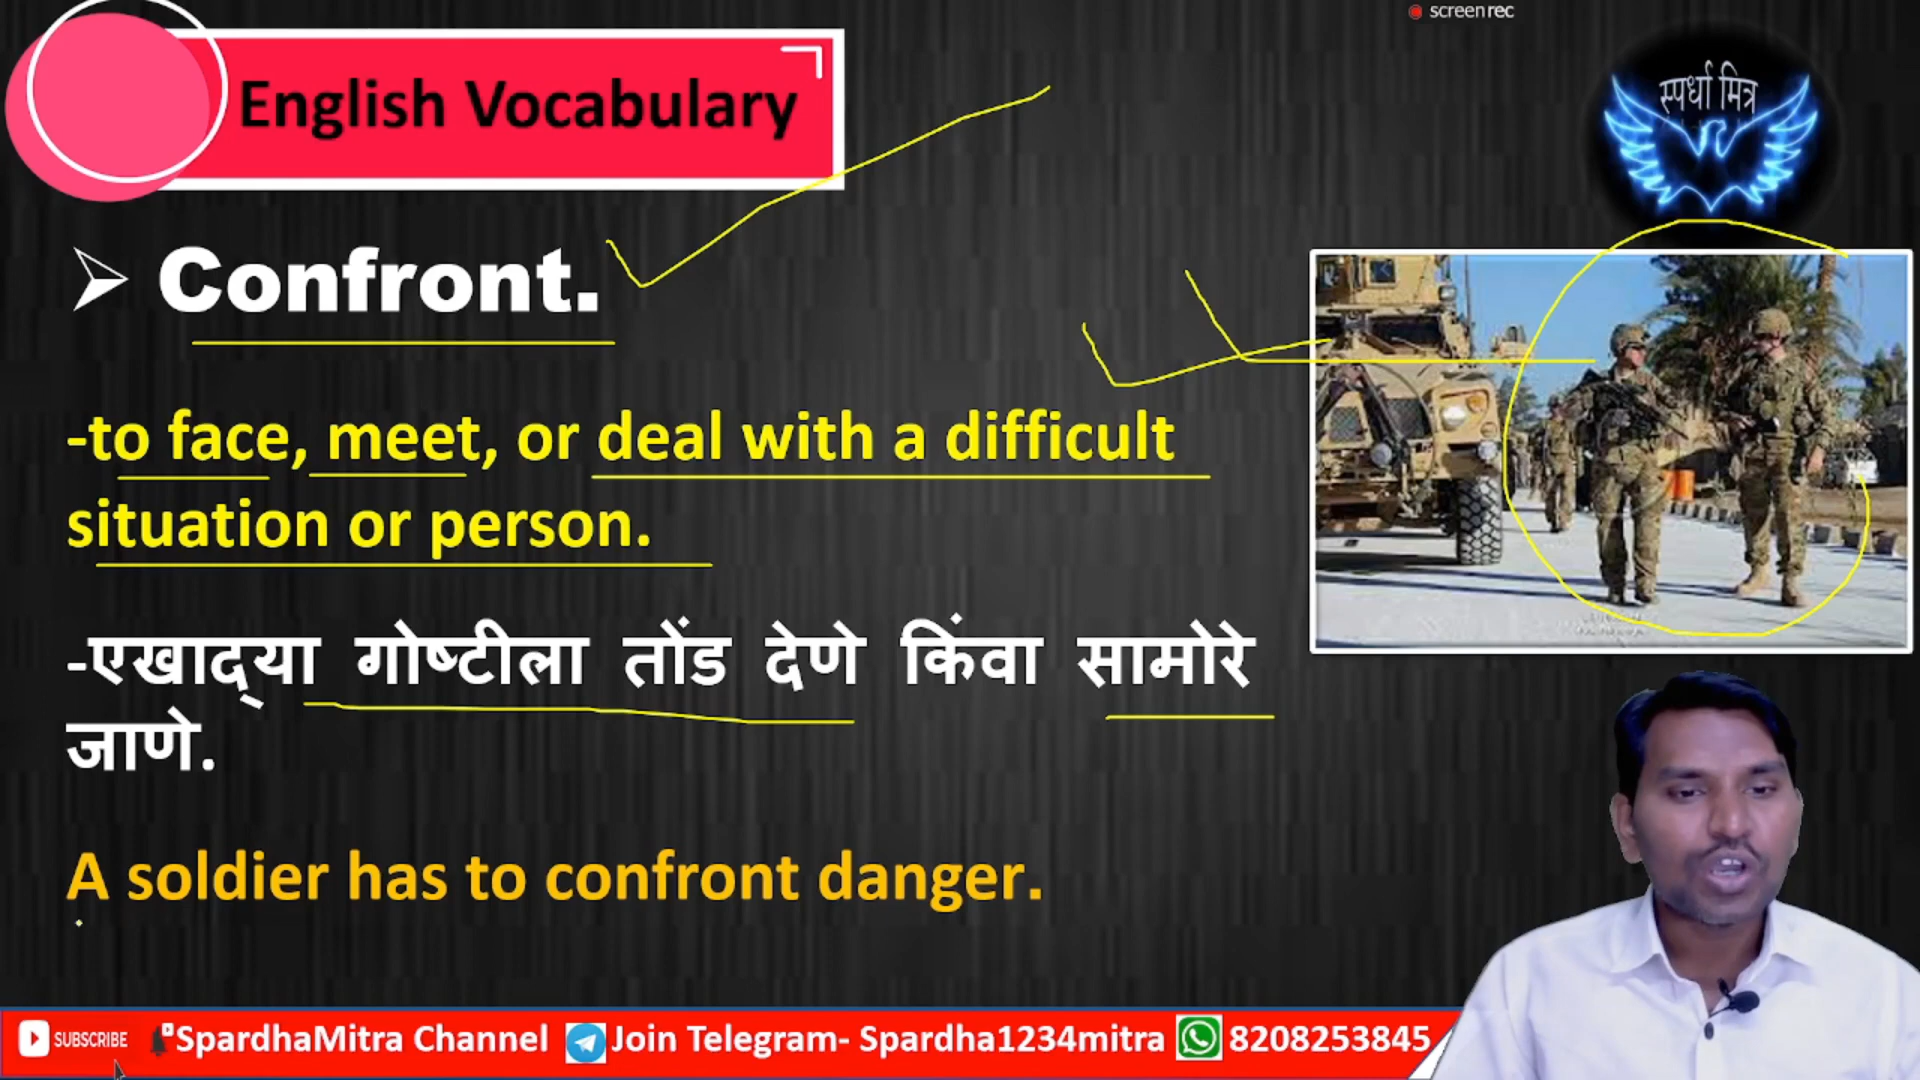 screenrec
स्पर्धा मित्र
English Vocabulary
➢ Confront.
-to face, meet, or deal with a difficult
situation or person.
-एखाद्‌या गोष्टीला तोंड देणे किंवा सामोरे
जाणे.
A soldier has to confront danger.
SUBSCRIBE SpardhaMitra Channel Join Telegram- Spardha1234mitra 8208253845